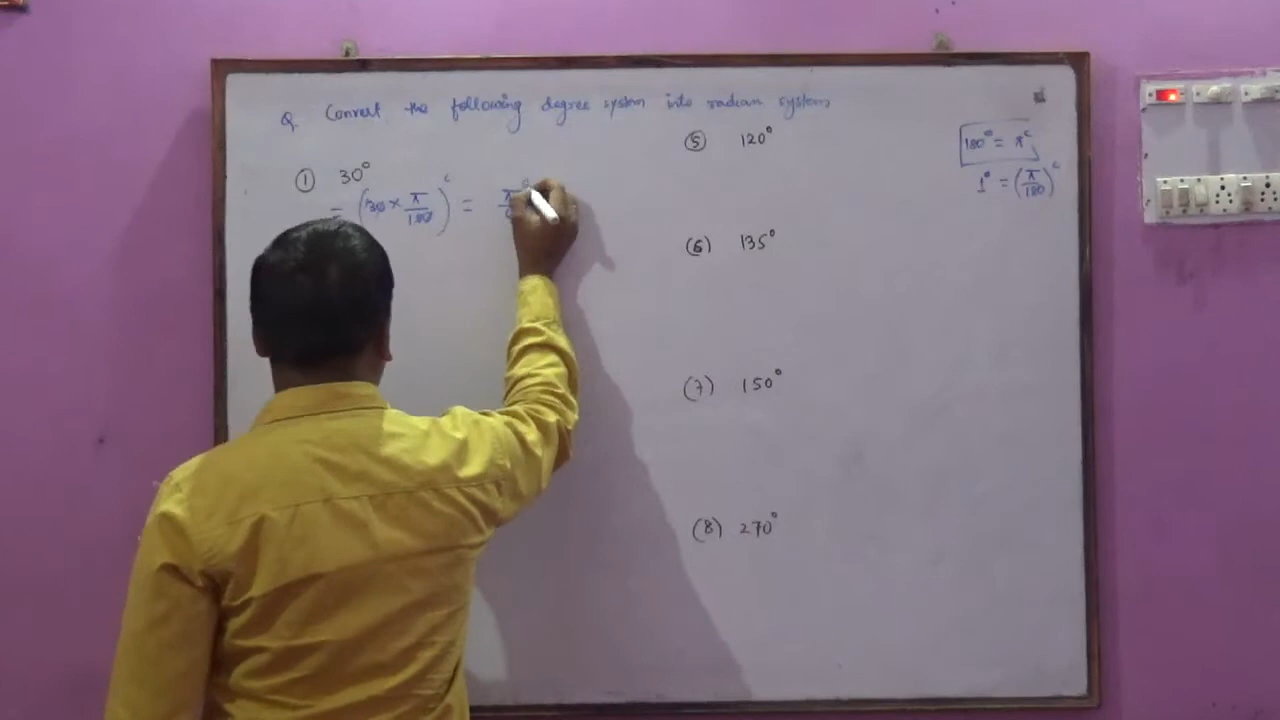 Q. Convert the following degree system into radian system
① 30°
= (30 × π/180)ᶜ = π
⑤ 120°
(6) 135°
(7) 150°
(8) 270°
180° = πᶜ
1° = (π/180)ᶜ